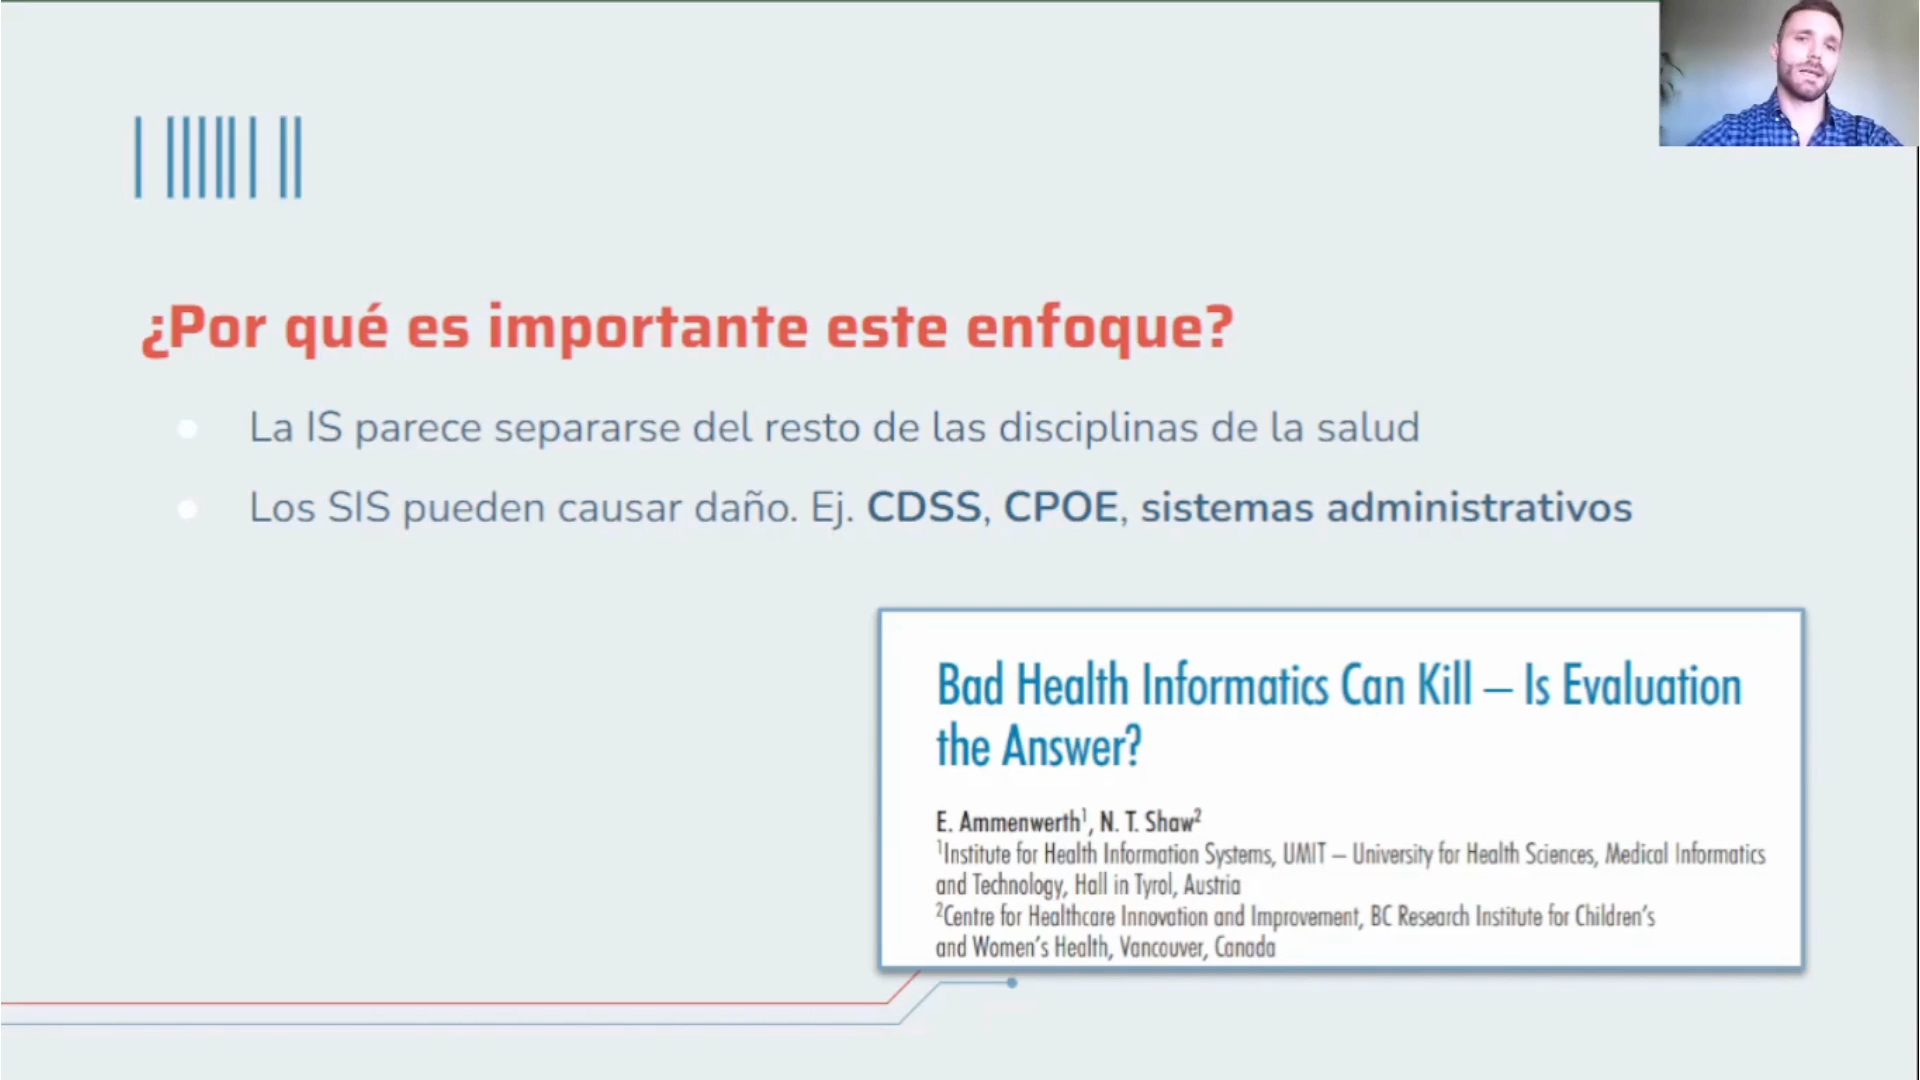 ¿Por qué es importante este enfoque?
La IS parece separarse del resto de las disciplinas de la salud
Los SIS pueden causar daño. Ej. CDSS, CPOE, sistemas administrativos
Bad Health Informatics Can Kill – Is Evaluation
the Answer?
E. Ammenwerth¹, N. T. Shaw²
¹Institute for Health Information Systems, UMIT – University for Health Sciences, Medical Informatics
and Technology, Hall in Tyrol, Austria
²Centre for Healthcare Innovation and Improvement, BC Research Institute for Children's
and Women's Health, Vancouver, Canada